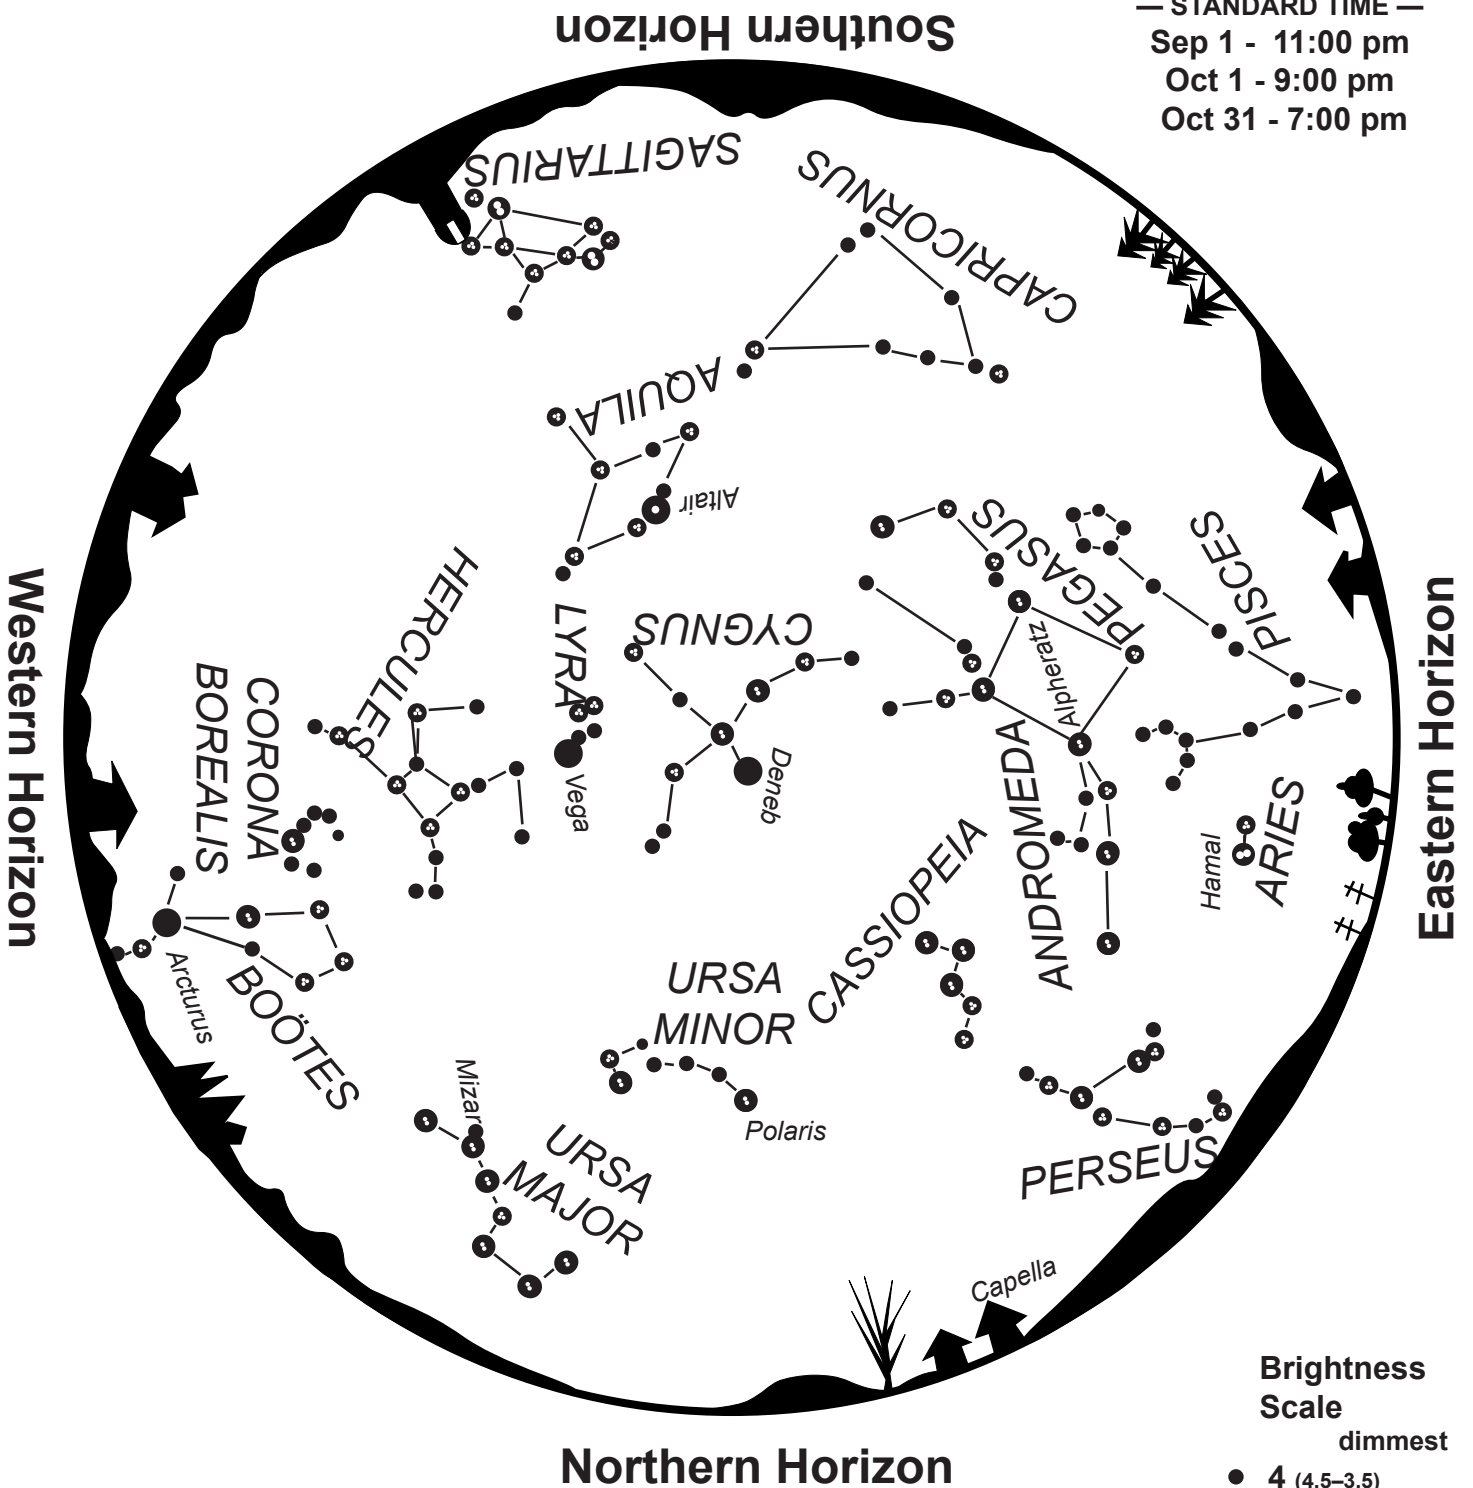 — STANDARD TIME —
Sep 1 - 11:00 pm
Oct 1 - 9:00 pm
Oct 31 - 7:00 pm
Southern Horizon
SAGITTARIUS
CAPRICORNUS
AQUILA
Altair
PEGASUS
PISCES
HERCULES
LYRA
CYGNUS
Alpheratz
Western Horizon
Eastern Horizon
CORONA
BOREALIS
Vega
Deneb
ANDROMEDA
Hamal
ARIES
CASSIOPEIA
Arcturus
BOÖTES
URSA
MINOR
Polaris
Mizar
URSA
MAJOR
PERSEUS
Capella
Northern Horizon
Brightness
Scale
dimmest
4 (4.5–3.5)